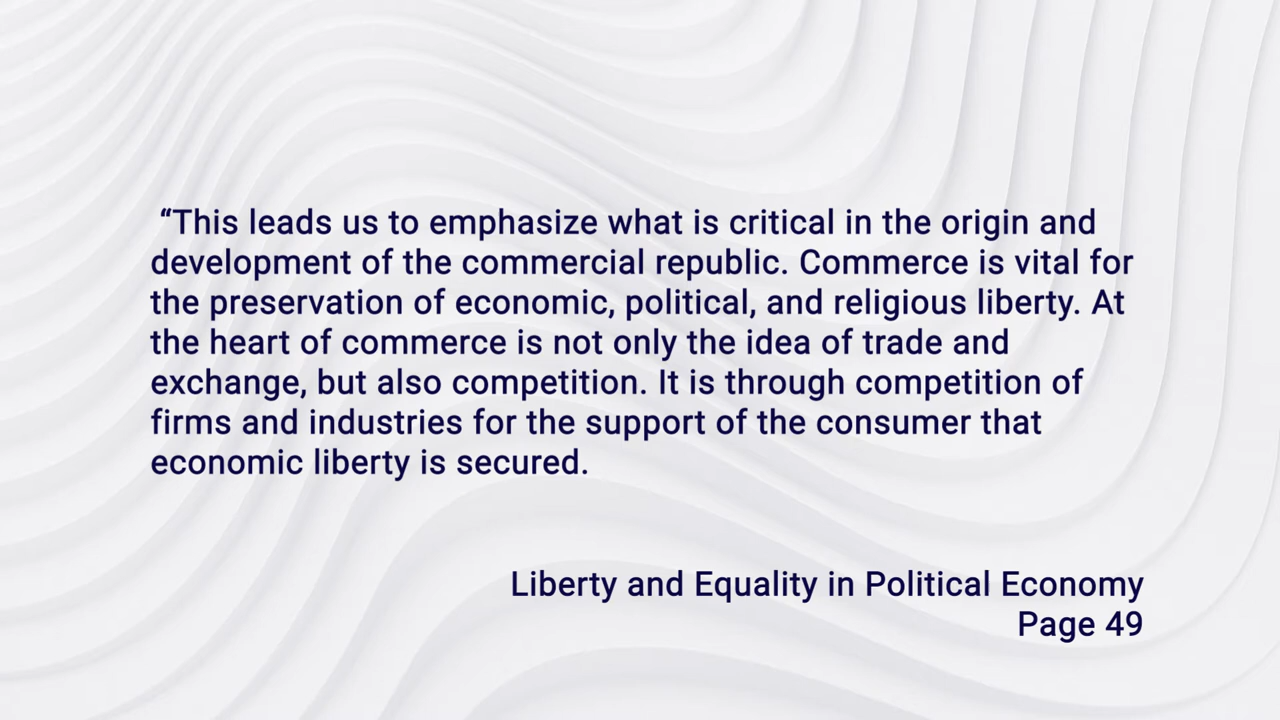 “This leads us to emphasize what is critical in the origin and
development of the commercial republic. Commerce is vital for
the preservation of economic, political, and religious liberty. At
the heart of commerce is not only the idea of trade and
exchange, but also competition. It is through competition of
firms and industries for the support of the consumer that
economic liberty is secured.
Liberty and Equality in Political Economy
Page 49